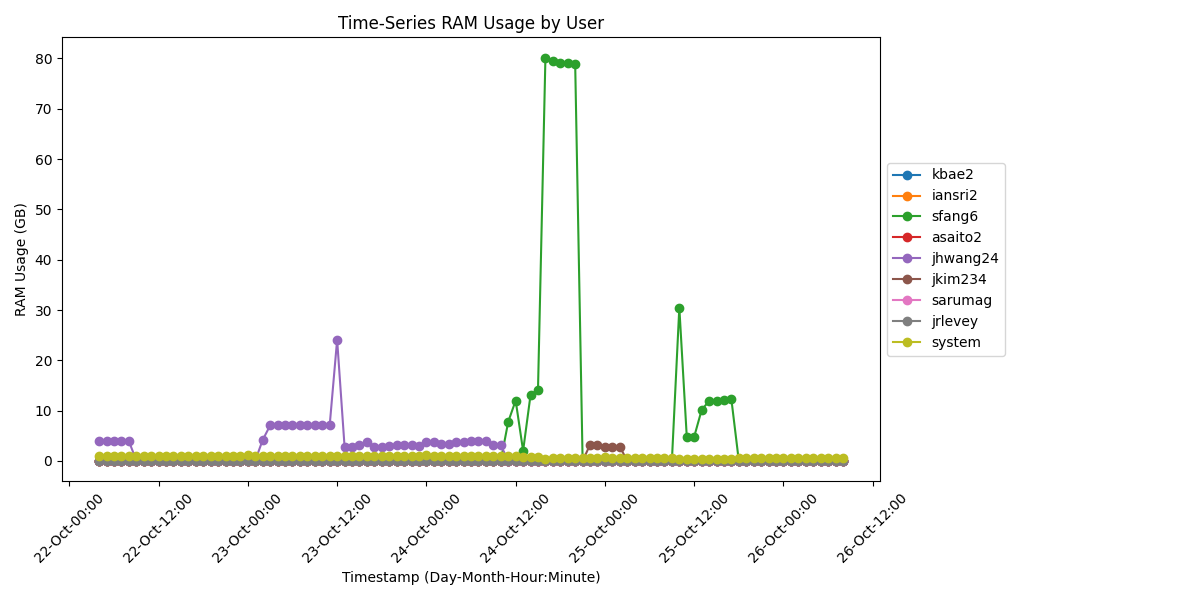 Time-Series RAM Usage by User
RAM Usage (GB)
80
70
60
50
40
30
20
10
0
22-Oct-00:00
22-Oct-12:00
23-Oct-00:00
23-Oct-12:00
24-Oct-00:00
24-Oct-12:00
25-Oct-00:00
25-Oct-12:00
26-Oct-00:00
26-Oct-12:00
Timestamp (Day-Month-Hour:Minute)
kbae2
iansri2
sfang6
asaito2
jhwang24
jkim234
sarumag
jrlevey
system